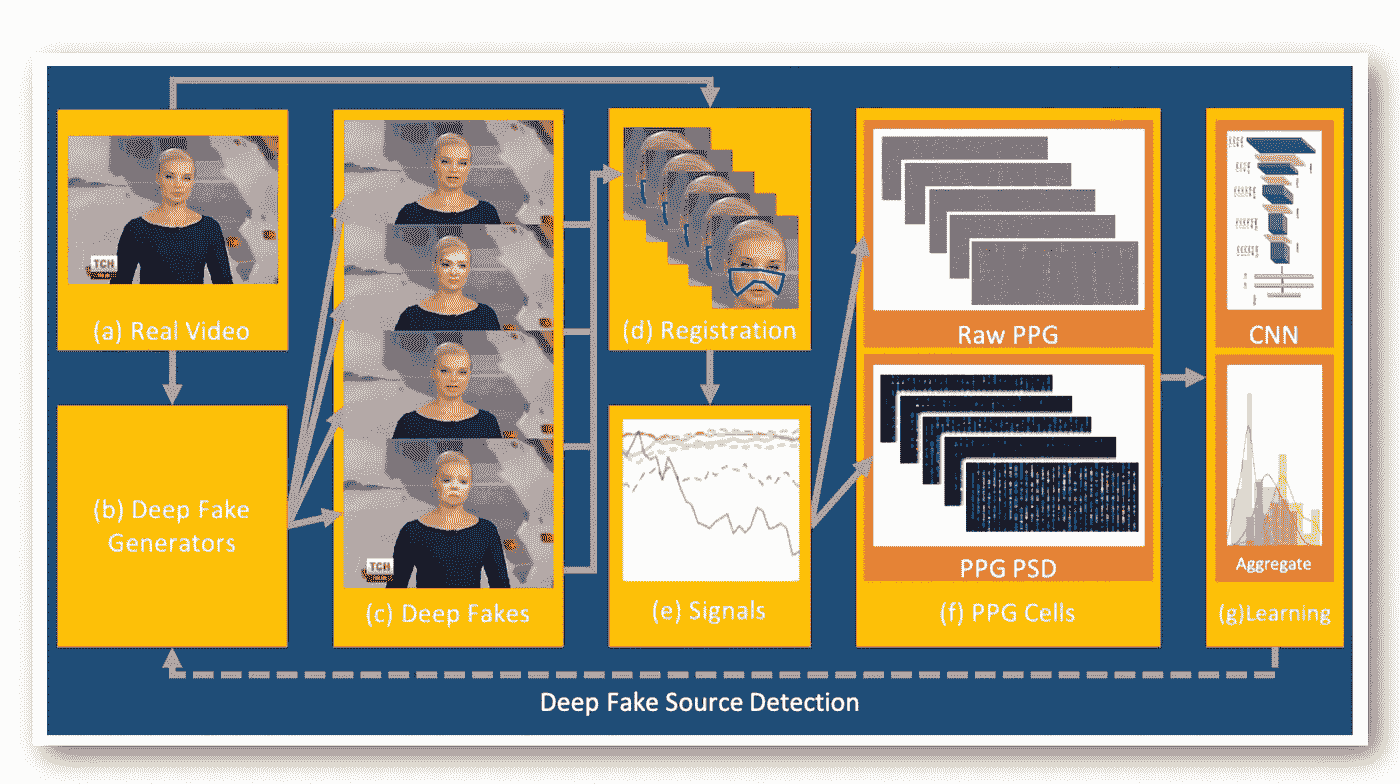 TCH
(a) Real Video
(b) Deep Fake
Generators
TCH
(c) Deep Fakes
(d) Registration
(e) Signals
Raw PPG
PPG PSD
(f) PPG Cells
CNN
Aggregate
(g)Learning
Deep Fake Source Detection